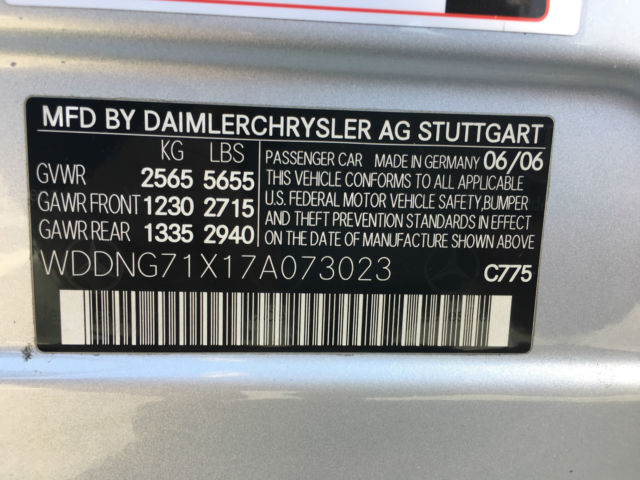 MFD BY DAIMLERCHRYSLER AG STUTTGART
KG LBS
GVWR 2565 5655
GAWR FRONT 1230 2715
GAWR REAR 1335 2940
PASSENGER CAR MADE IN GERMANY 06/06
THIS VEHICLE CONFORMS TO ALL APPLICABLE
U.S. FEDERAL MOTOR VEHICLE SAFETY, BUMPER
AND THEFT PREVENTION STANDARDS IN EFFECT
ON THE DATE OF MANUFACTURE SHOWN ABOVE.
WDDNG71X17A073023
C775